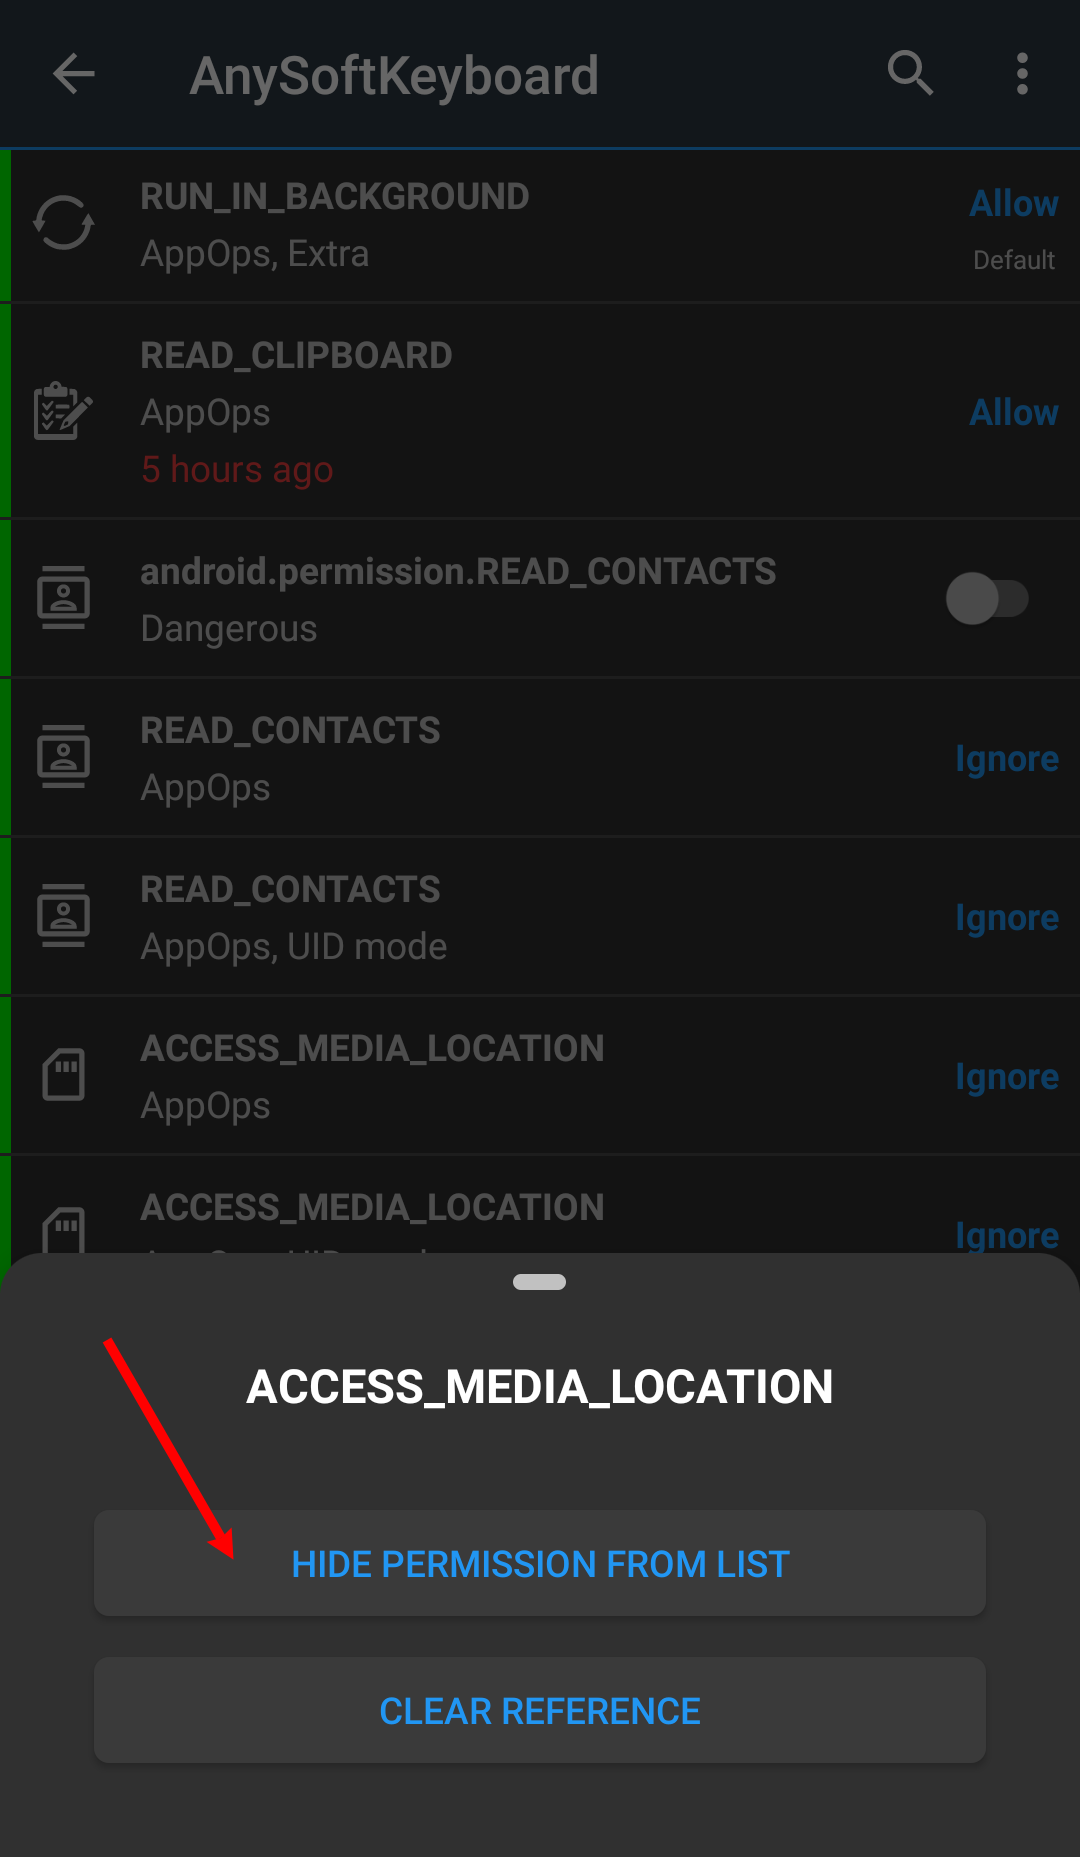 AnySoftKeyboard
RUN_IN_BACKGROUND
Allow
AppOps, Extra
Default
READ_CLIPBOARD
AppOps
Allow
5 hours ago
android.permission.READ_CONTACTS
Dangerous
READ_CONTACTS
Ignore
AppOps
READ_CONTACTS
Ignore
AppOps, UID mode
ACCESS_MEDIA_LOCATION
Ignore
AppOps
ACCESS_MEDIA_LOCATION
Ignore
ACCESS_MEDIA_LOCATION
HIDE PERMISSION FROM LIST
CLEAR REFERENCE